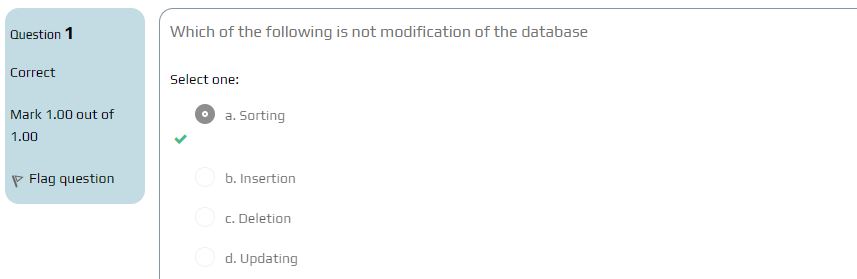 Question 1
Correct
Mark 1.00 out of
1.00
Flag question
Which of the following is not modification of the database
Select one:
a. Sorting
b. Insertion
c. Deletion
d. Updating